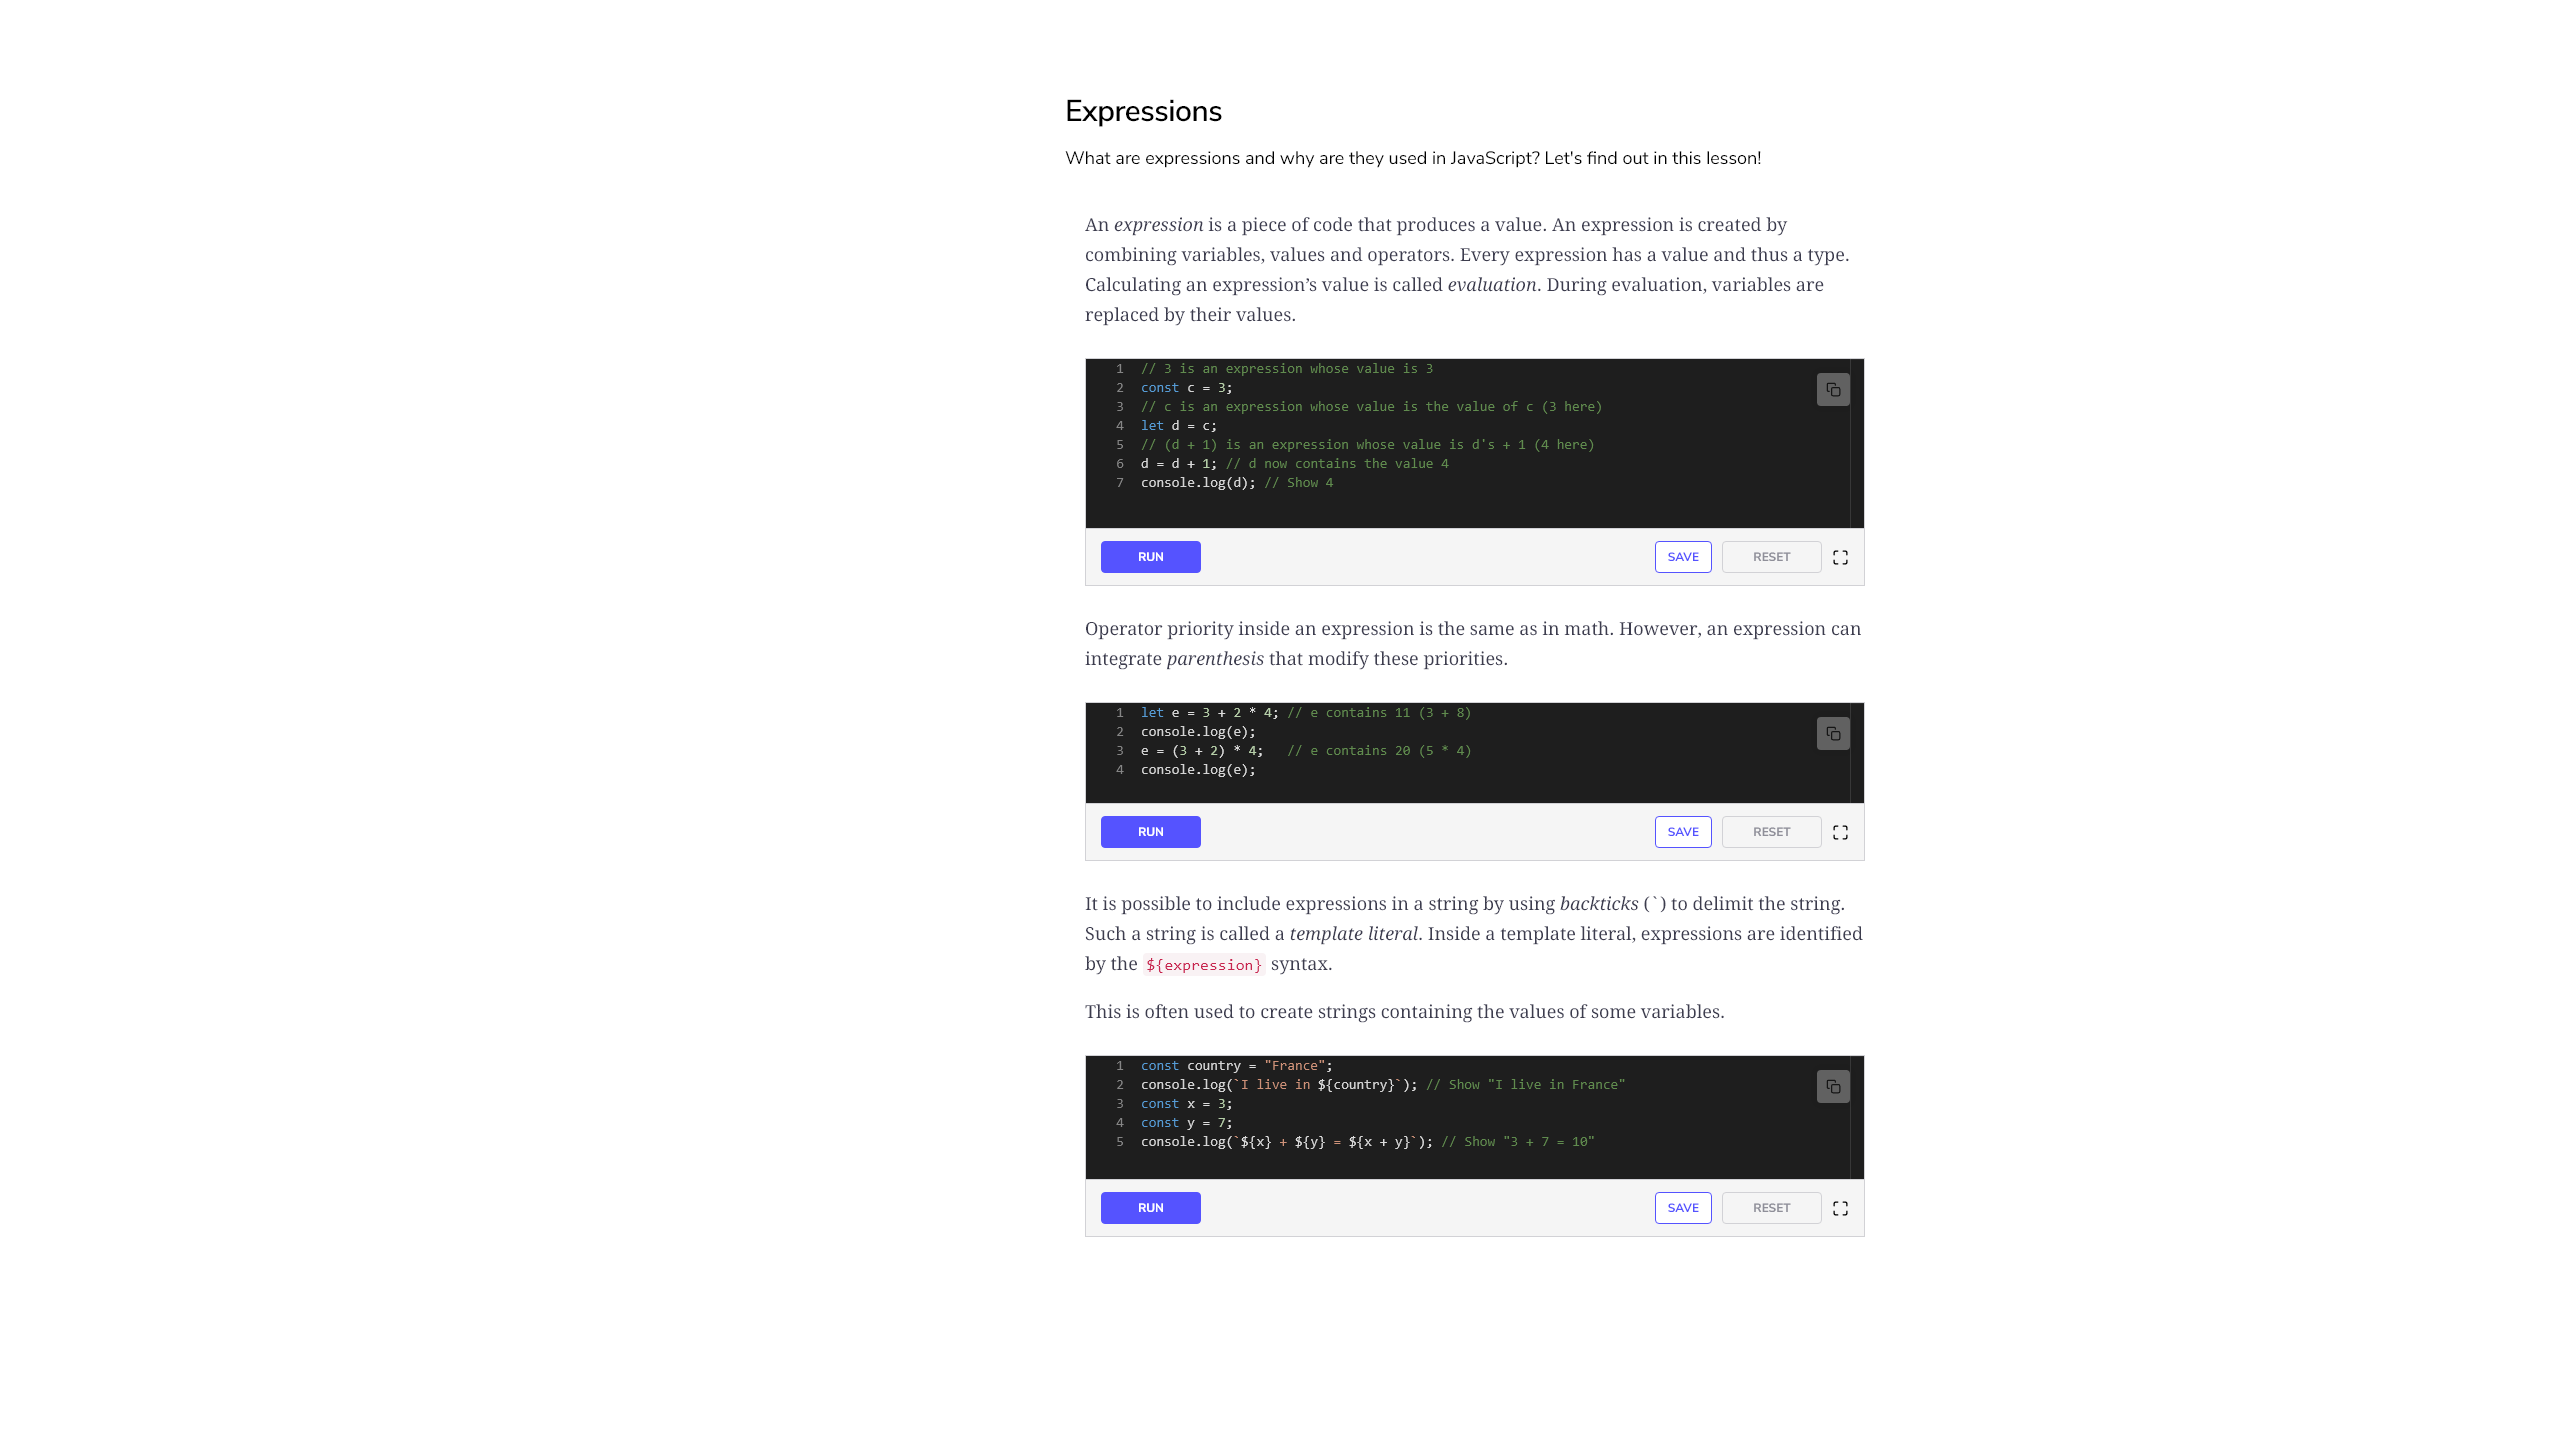 Expressions
What are expressions and why are they used in JavaScript? Let's find out in this lesson!
An expression is a piece of code that produces a value. An expression is created by
combining variables, values and operators. Every expression has a value and thus a type.
Calculating an expression’s value is called evaluation. During evaluation, variables are
replaced by their values.
1 // 3 is an expression whose value is 3
2 const c = 3;
3 // c is an expression whose value is the value of c (3 here)
4 let d = c;
5 // (d + 1) is an expression whose value is d's + 1 (4 here)
6 d = d + 1; // d now contains the value 4
7 console.log(d); // Show 4
RUN SAVE RESET
Operator priority inside an expression is the same as in math. However, an expression can
integrate parenthesis that modify these priorities.
1 let e = 3 + 2 * 4; // e contains 11 (3 + 8)
2 console.log(e);
3 e = (3 + 2) * 4;   // e contains 20 (5 * 4)
4 console.log(e);
RUN SAVE RESET
It is possible to include expressions in a string by using backticks (`) to delimit the string.
Such a string is called a template literal. Inside a template literal, expressions are identified
by the ${expression} syntax.
This is often used to create strings containing the values of some variables.
1 const country = "France";
2 console.log(`I live in ${country}`); // Show "I live in France"
3 const x = 3;
4 const y = 7;
5 console.log(`${x} + ${y} = ${x + y}`); // Show "3 + 7 = 10"
RUN SAVE RESET